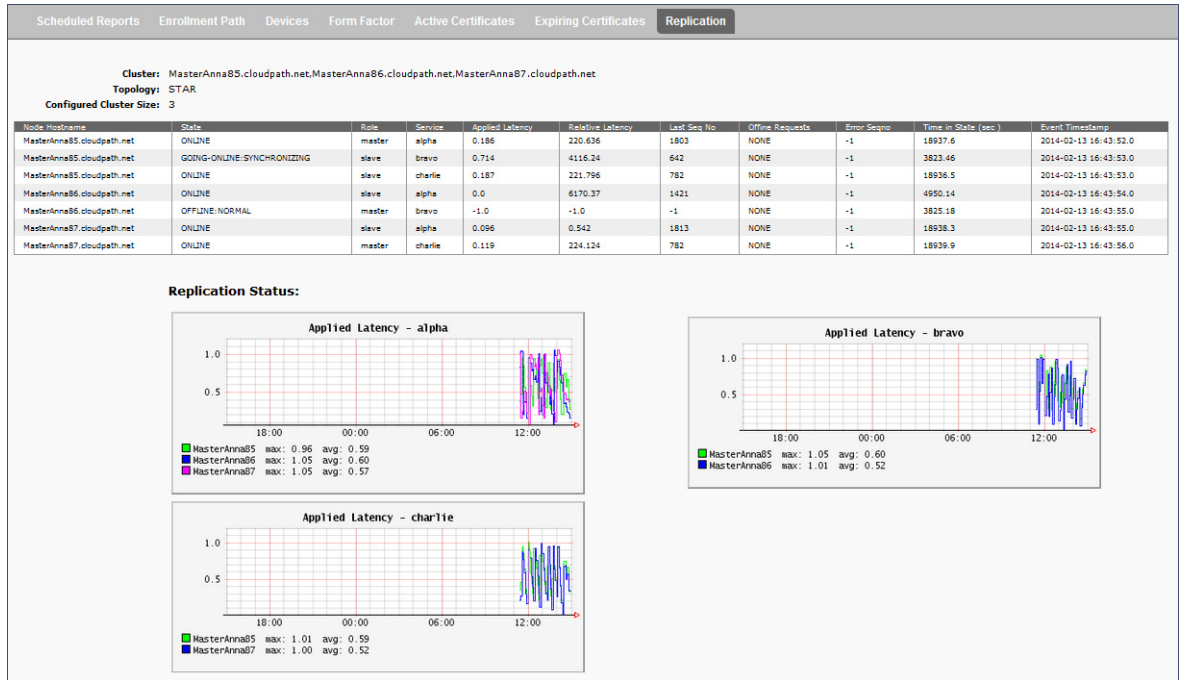 Scheduled Reports Enrollment Path Devices Form Factor Active Certificates Expiring Certificates Replication
Cluster: MasterAnna85.cloudpath.net,MasterAnna86.cloudpath.net,MasterAnna87.cloudpath.net
Topology: STAR
Configured Cluster Size: 3
Node Hostname State Role Service Applied Latency Relative Latency Last Seq No Offline Requests Error Seqno Time in State (sec ) Event Timestamp
MasterAnna85.cloudpath.net ONLINE master alpha 0.186 220.636 1803 NONE -1 18937.6 2014-02-13 16:43:52.0
MasterAnna85.cloudpath.net GOING-ONLINE:SYNCHRONIZING slave bravo 0.714 4116.24 642 NONE -1 3823.46 2014-02-13 16:43:53.0
MasterAnna85.cloudpath.net ONLINE slave charlie 0.187 221.796 782 NONE -1 18936.5 2014-02-13 16:43:53.0
MasterAnna86.cloudpath.net ONLINE slave alpha 0.0 6170.37 1421 NONE -1 4950.14 2014-02-13 16:43:54.0
MasterAnna86.cloudpath.net OFFLINE:NORMAL master bravo -1.0 -1.0 -1 NONE -1 3825.18 2014-02-13 16:43:55.0
MasterAnna87.cloudpath.net ONLINE slave alpha 0.096 0.542 1813 NONE -1 18938.3 2014-02-13 16:43:55.0
MasterAnna87.cloudpath.net ONLINE master charlie 0.119 224.124 782 NONE -1 18939.9 2014-02-13 16:43:56.0
Replication Status:
Applied Latency - alpha
1.0
0.5
18:00 00:00 06:00 12:00
MasterAnna85 max: 0.96 avg: 0.59
MasterAnna86 max: 1.05 avg: 0.60
MasterAnna87 max: 1.05 avg: 0.57
Applied Latency - bravo
1.0
0.5
18:00 00:00 06:00 12:00
MasterAnna85 max: 1.05 avg: 0.60
MasterAnna86 max: 1.01 avg: 0.52
Applied Latency - charlie
1.0
0.5
18:00 00:00 06:00 12:00
MasterAnna85 max: 1.01 avg: 0.59
MasterAnna87 max: 1.00 avg: 0.52